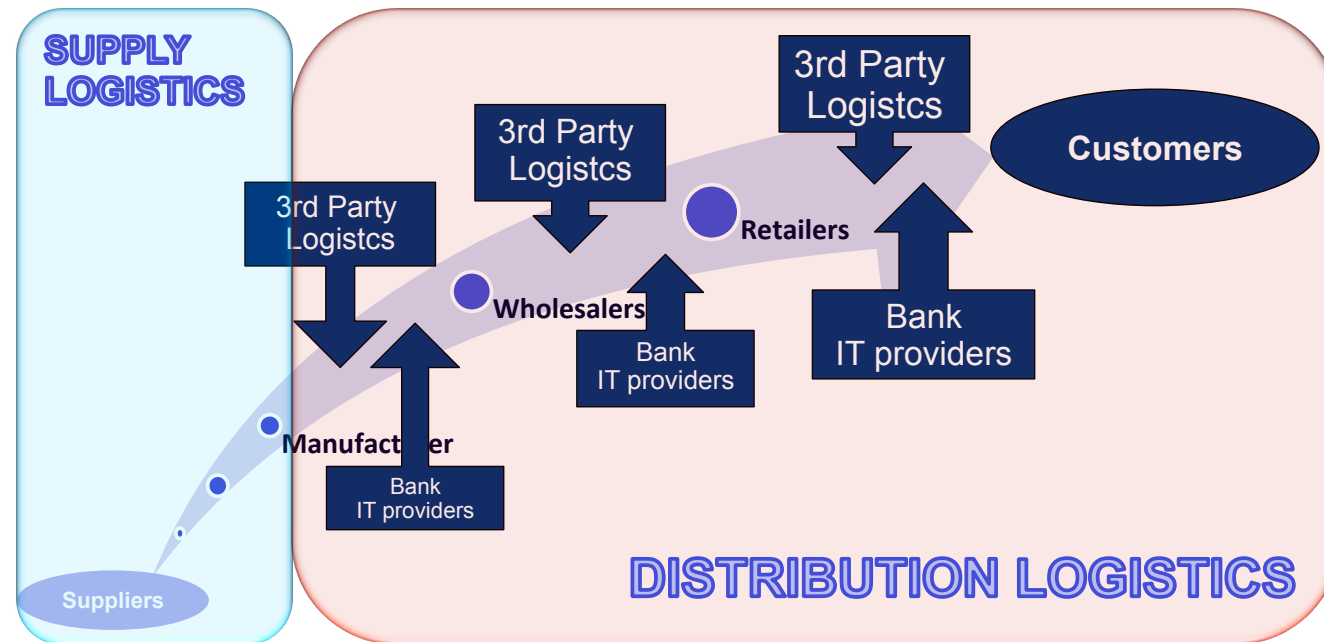 SUPPLY
LOGISTICS
3rd Party
Logistcs
3rd Party
Logistcs
3rd Party
Logistcs
Customers
Retailers
Wholesalers
Bank
IT providers
Bank
IT providers
Bank
IT providers
Suppliers
DISTRIBUTION LOGISTICS